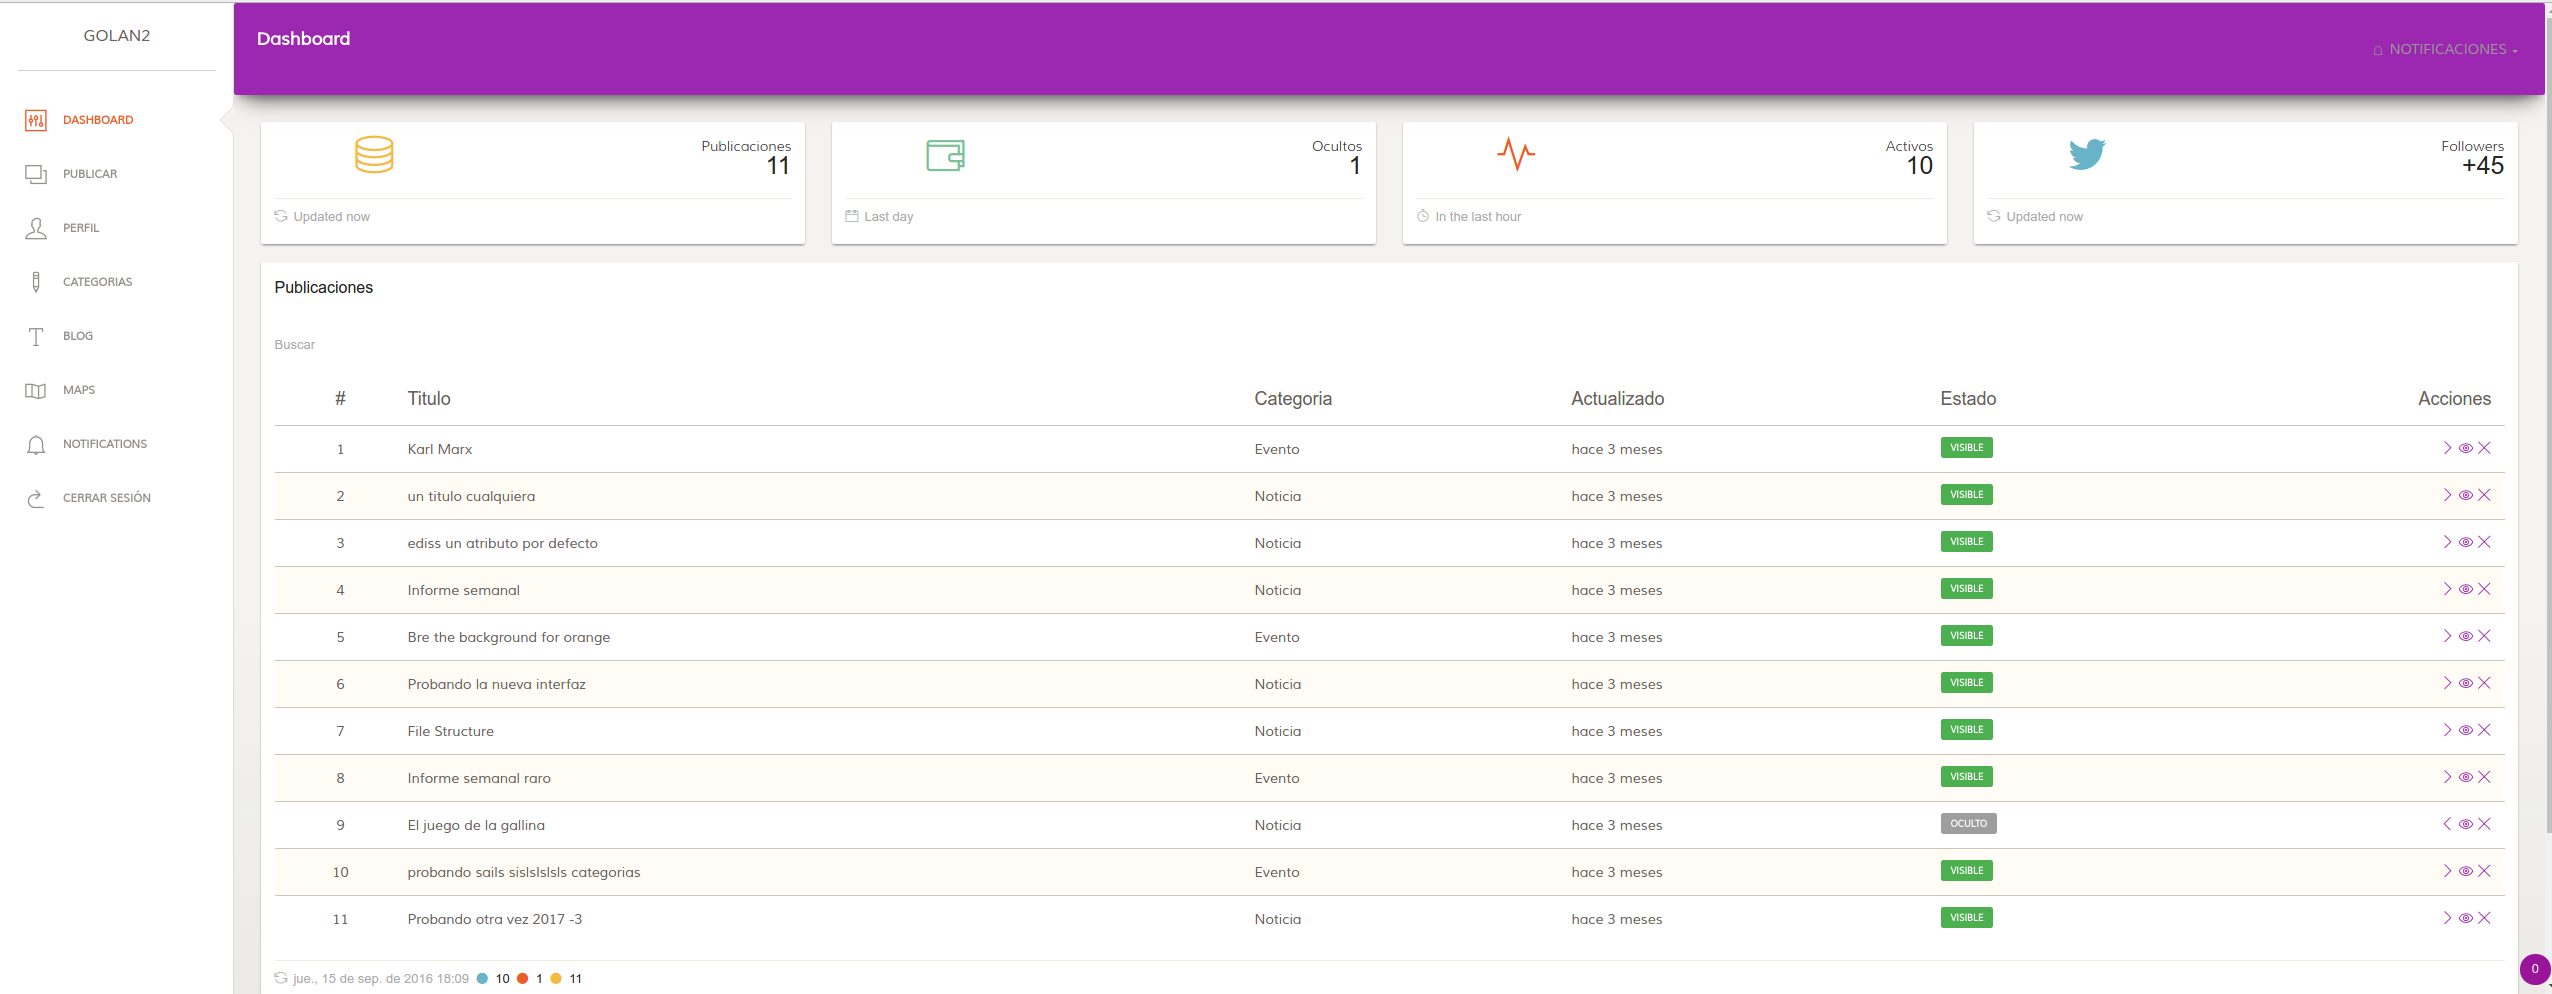 GOLAN2
DASHBOARD
PUBLICAR
PERFIL
CATEGORIAS
BLOG
MAPS
NOTIFICATIONS
CERRAR SESIÓN
Dashboard
NOTIFICACIONES
Publicaciones
11
Updated now
Ocultos
1
Last day
Activos
10
In the last hour
Followers
+45
Updated now
Publicaciones
Buscar
# Titulo Categoria Actualizado Estado Acciones
1 Karl Marx Evento hace 3 meses VISIBLE
2 un titulo cualquiera Noticia hace 3 meses VISIBLE
3 ediss un atributo por defecto Noticia hace 3 meses VISIBLE
4 Informe semanal Noticia hace 3 meses VISIBLE
5 Bre the background for orange Evento hace 3 meses VISIBLE
6 Probando la nueva interfaz Noticia hace 3 meses VISIBLE
7 File Structure Noticia hace 3 meses VISIBLE
8 Informe semanal raro Evento hace 3 meses VISIBLE
9 El juego de la gallina Noticia hace 3 meses OCULTO
10 probando sails sislslslsls categorias Evento hace 3 meses VISIBLE
11 Probando otra vez 2017 -3 Noticia hace 3 meses VISIBLE
jue., 15 de sep. de 2016 18:09 10 1 11
0